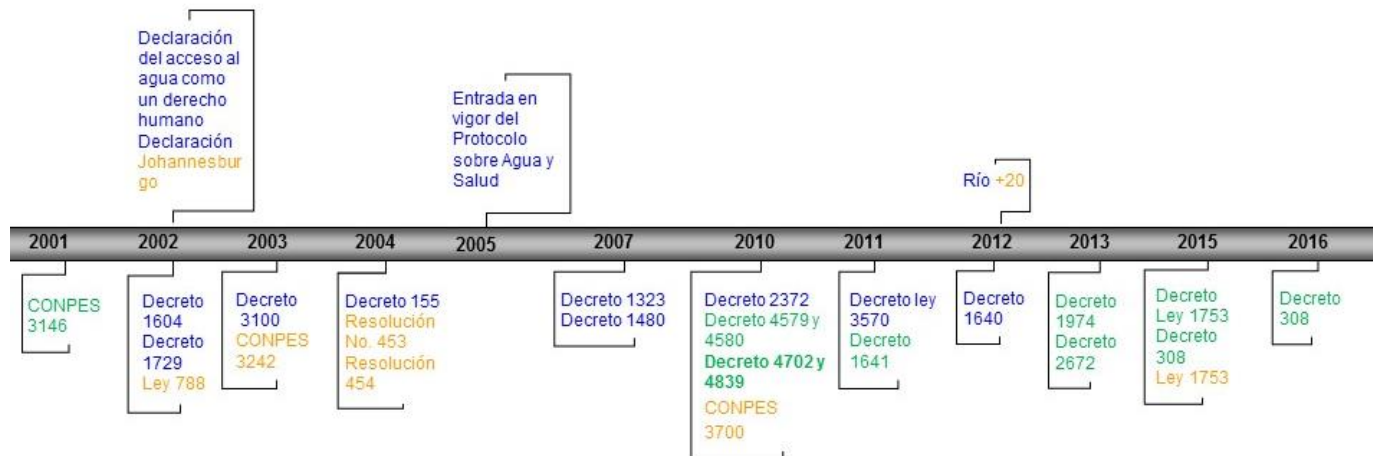 Declaración
del acceso al
agua como
un derecho
humano
Declaración
Johannesbur
go
Entrada en
vigor del
Protocolo
sobre Agua y
Salud
Río +20
2001 2002 2003 2004 2005 2007 2010 2011 2012 2013 2015 2016
CONPES
3146
Decreto
1604
Decreto
1729
Ley 788
Decreto
3100
CONPES
3242
Decreto 155
Resolución
No. 453
Resolución
454
Decreto 1323
Decreto 1480
Decreto 2372
Decreto 4579 y
4580
Decreto 4702 y
4839
CONPES
3700
Decreto ley
3570
Decreto
1641
Decreto
1640
Decreto
1974
Decreto
2672
Decreto
Ley 1753
Decreto
308
Ley 1753
Decreto
308